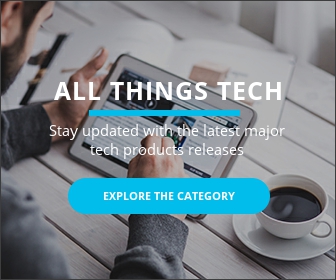 ALL THINGS TECH
Stay updated with the latest major
tech products releases
EXPLORE THE CATEGORY